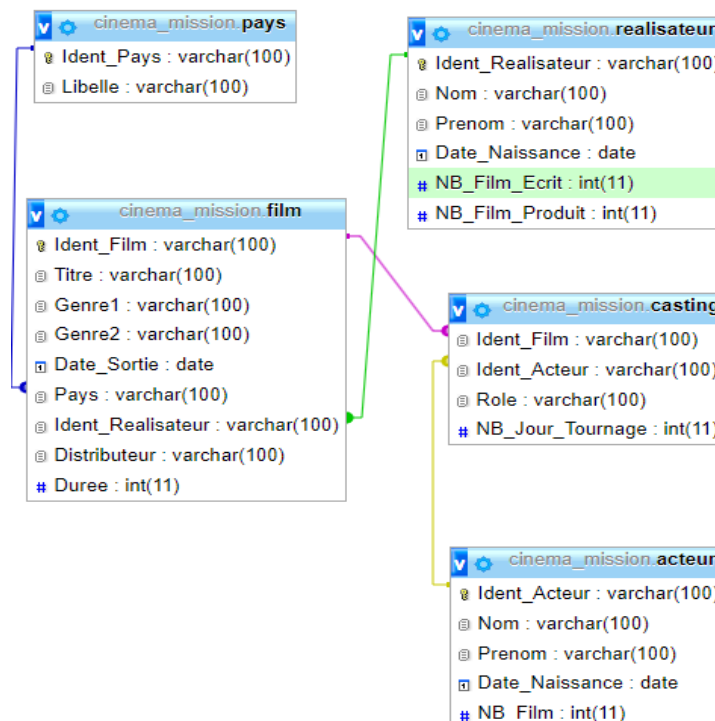 cinema_mission.pays
Ident_Pays : varchar(100)
Libelle : varchar(100)
cinema_mission.realisateur
Ident_Realisateur : varchar(100)
Nom : varchar(100)
Prenom : varchar(100)
Date_Naissance : date
# NB_Film_Ecrit : int(11)
# NB_Film_Produit : int(11)
cinema_mission.film
Ident_Film : varchar(100)
Titre : varchar(100)
Genre1 : varchar(100)
Genre2 : varchar(100)
Date_Sortie : date
Pays : varchar(100)
Ident_Realisateur : varchar(100)
Distributeur : varchar(100)
# Duree : int(11)
cinema_mission.casting
Ident_Film : varchar(100)
Ident_Acteur : varchar(100)
Role : varchar(100)
# NB_Jour_Tournage : int(11)
cinema_mission.acteur
Ident_Acteur : varchar(100)
Nom : varchar(100)
Prenom : varchar(100)
Date_Naissance : date
# NB_Film : int(11)